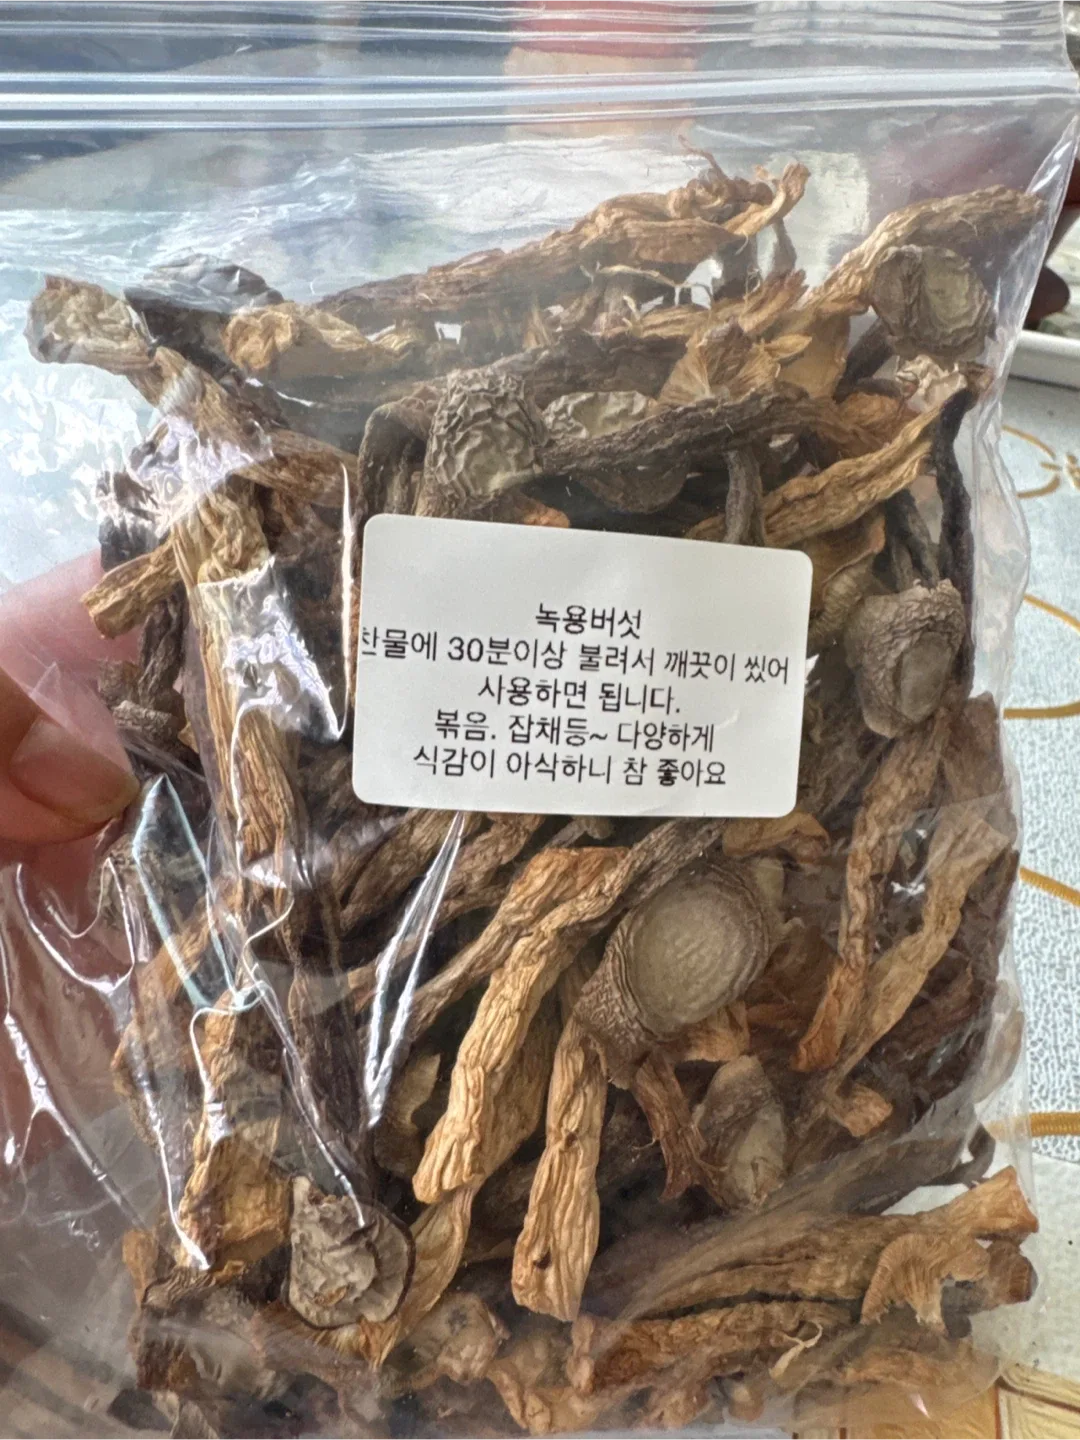 녹용버섯
찬물에 30분이상 불려서 깨끗이 씼어
사용하면 됩니다.
볶음. 잡채등~ 다양하게
식감이 아삭하니 참 좋아요